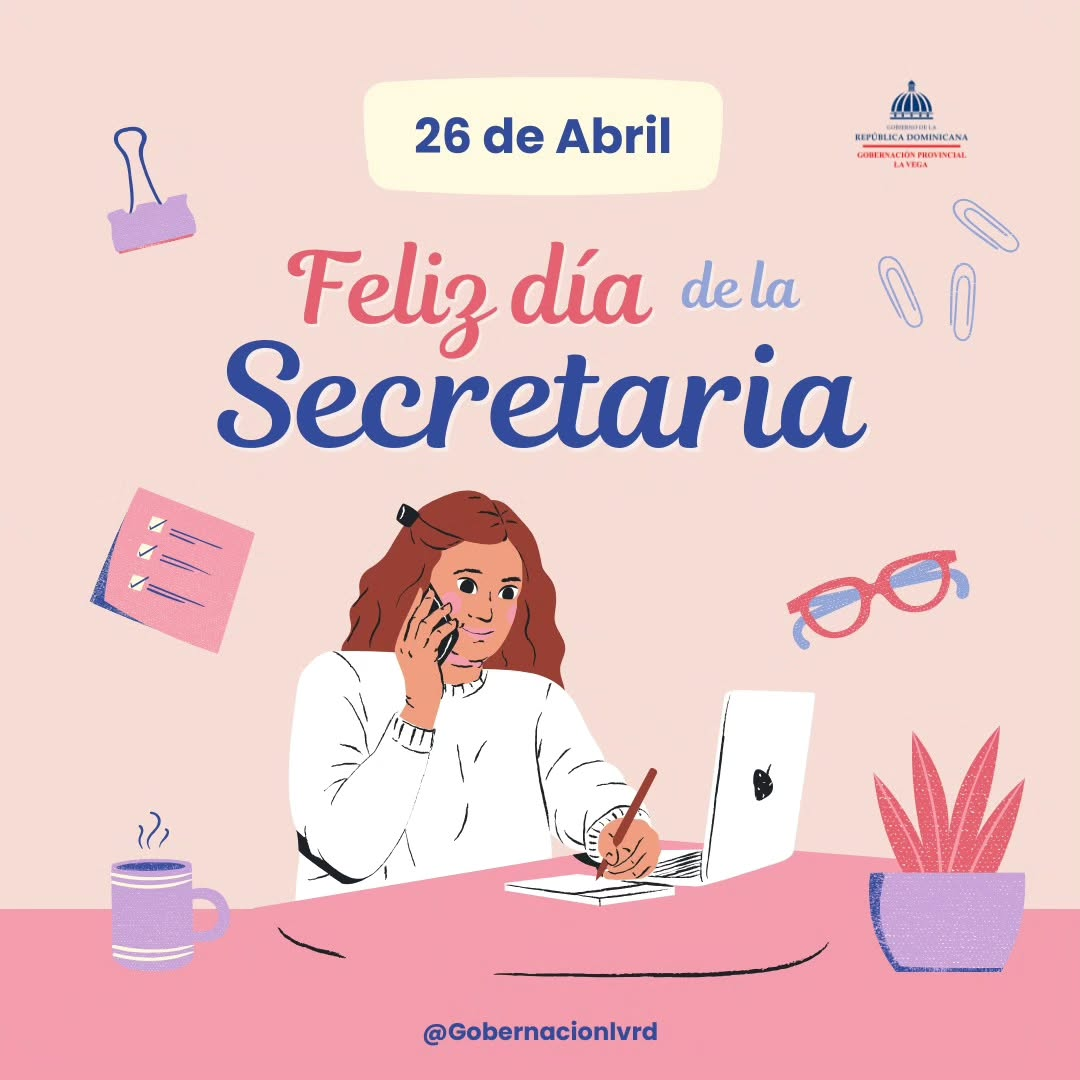 26 de Abril
GOBIERNO DE LA
REPÚBLICA DOMINICANA
GOBERNACIÓN PROVINCIAL
LA VEGA
Feliz día de la
Secretaria
@Gobernacionlvrd